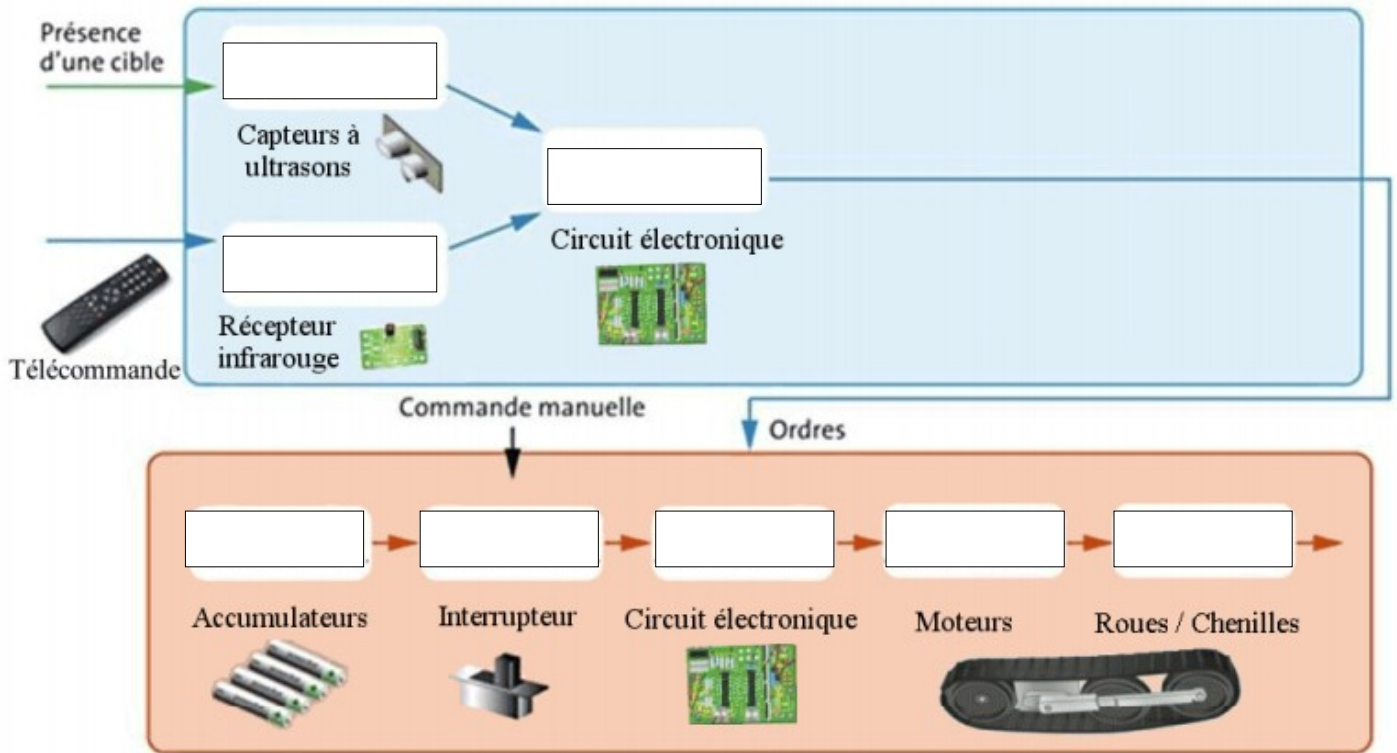 Présence
d'une cible
Capteurs à
ultrasons
Circuit électronique
Récepteur
infrarouge
Télécommande
Commande manuelle
Ordres
Accumulateurs
Interrupteur
Circuit électronique
Moteurs
Roues / Chenilles